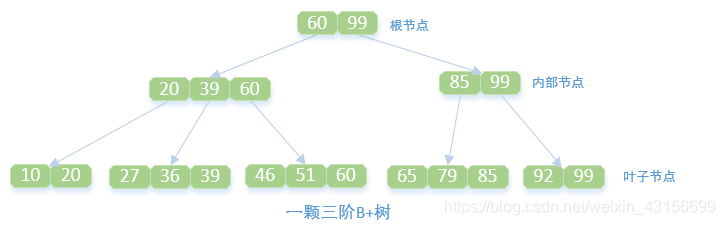 60 99 根节点
20 39 60 85 99 内部节点
10 20 27 36 39 46 51 60 65 79 85 92 99 叶子节点
一颗三阶B+树
https://blog.csdn.net/weixin_43156699